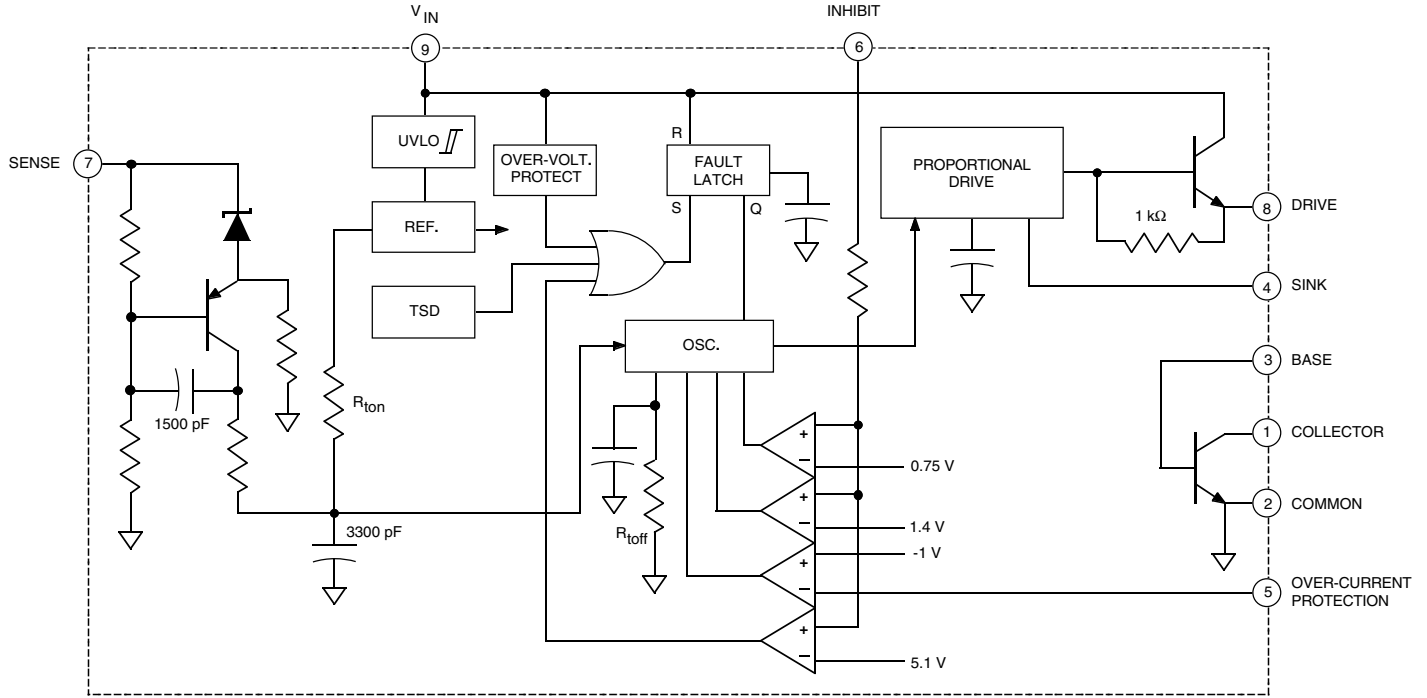 V IN
INHIBIT
9
6
UVLO
R
SENSE
7
OVER-VOLT.
PROTECT
FAULT
LATCH
PROPORTIONAL
DRIVE
S
Q
1 kΩ
8
DRIVE
REF.
TSD
4
SINK
OSC.
3
BASE
Rton
1500 pF
+
–
0.75 V
1
COLLECTOR
+
–
1.4 V
2
COMMON
3300 pF
Rtoff
-1 V
+
–
5
OVER-CURRENT
PROTECTION
+
–
5.1 V